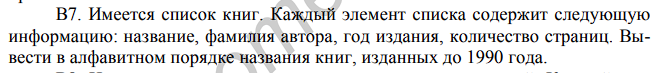 В7. Имеется список книг. Каждый элемент списка содержит следующую
информацию: название, фамилия автора, год издания, количество страниц. Вы-
вести в алфавитном порядке названия книг, изданных до 1990 года.